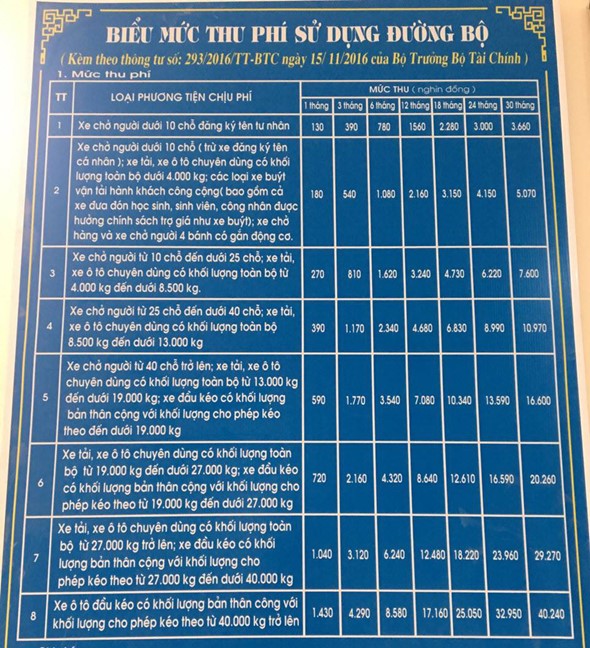 BIỂU MỨC THU PHÍ SỬ DỤNG ĐƯỜNG BỘ
( Kèm theo thông tư số: 293/2016/TT-BTC ngày 15/ 11/2016 của Bộ Trưởng Bộ Tài Chính )
1. Mức thu phí
TT LOẠI PHƯƠNG TIỆN CHỊU PHÍ MỨC THU ( nghìn đồng )
1 tháng 3 tháng 6 tháng 12 tháng 18 tháng 24 tháng 30 tháng
1 Xe chở người dưới 10 chỗ đăng ký tên tư nhân 130 390 780 1560 2.280 3.000 3.660
Xe chở người dưới 10 chỗ ( trừ xe đăng ký tên
cá nhân ); xe tải, xe ô tô chuyên dùng có khối
lượng toàn bộ dưới 4.000 kg; các loại xe buýt
2 vận tải hành khách công cộng( bao gồm cả 180 540 1.080 2.160 3.150 4.150 5.070
xe đưa đón học sinh, sinh viên, công nhân được
hưởng chính sách trợ giá như xe buýt); xe chở
hàng và xe chở người 4 bánh có gắn động cơ.
Xe chở người từ 10 chỗ đến dưới 25 chỗ; xe tải,
3 xe ô tô chuyên dùng có khối lượng toàn bộ từ 270 810 1.620 3.240 4.730 6.220 7.600
4.000 kg đến dưới 8.500 kg.
Xe chở người từ 25 chỗ đến dưới 40 chỗ; xe tải,
4 xe ô tô chuyên dùng có khối lượng toàn bộ 390 1.170 2.340 4.680 6.830 8.990 10.970
8.500 kg đến dưới 13.000 kg
Xe chở người từ 40 chỗ trở lên; xe tải, xe ô tô
chuyên dùng có khối lượng toàn bộ từ 13.000 kg
5 đến dưới 19.000 kg; xe đầu kéo có khối lượng 590 1.770 3.540 7.080 10.340 13.590 16.600
bản thân cộng với khối lượng cho phép kéo
theo đến dưới 19.000 kg
Xe tải, xe ô tô chuyên dùng có khối lượng toàn
6 bộ từ 19.000 kg đến dưới 27.000 kg; xe đầu kéo 720 2.160 4.320 8.640 12.610 16.590 20.260
có khối lượng bản thân cộng với khối lượng cho
phép kéo theo từ 19.000 kg đến dưới 27.000 kg
Xe tải, xe ô tô chuyên dùng có khối lượng toàn
7 bộ từ 27.000 kg trở lên; xe đầu kéo có khối 1.040 3.120 6.240 12.480 18.220 23.960 29.270
lượng bản thân cộng với khối lượng cho
phép kéo theo từ 27.000 kg đến dưới 40.000 kg
8 Xe ô tô đầu kéo có khối lượng bản thân công với 1.430 4.290 8.580 17.160 25.050 32.950 40.240
khối lượng cho phép kéo theo từ 40.000 kg trở lên